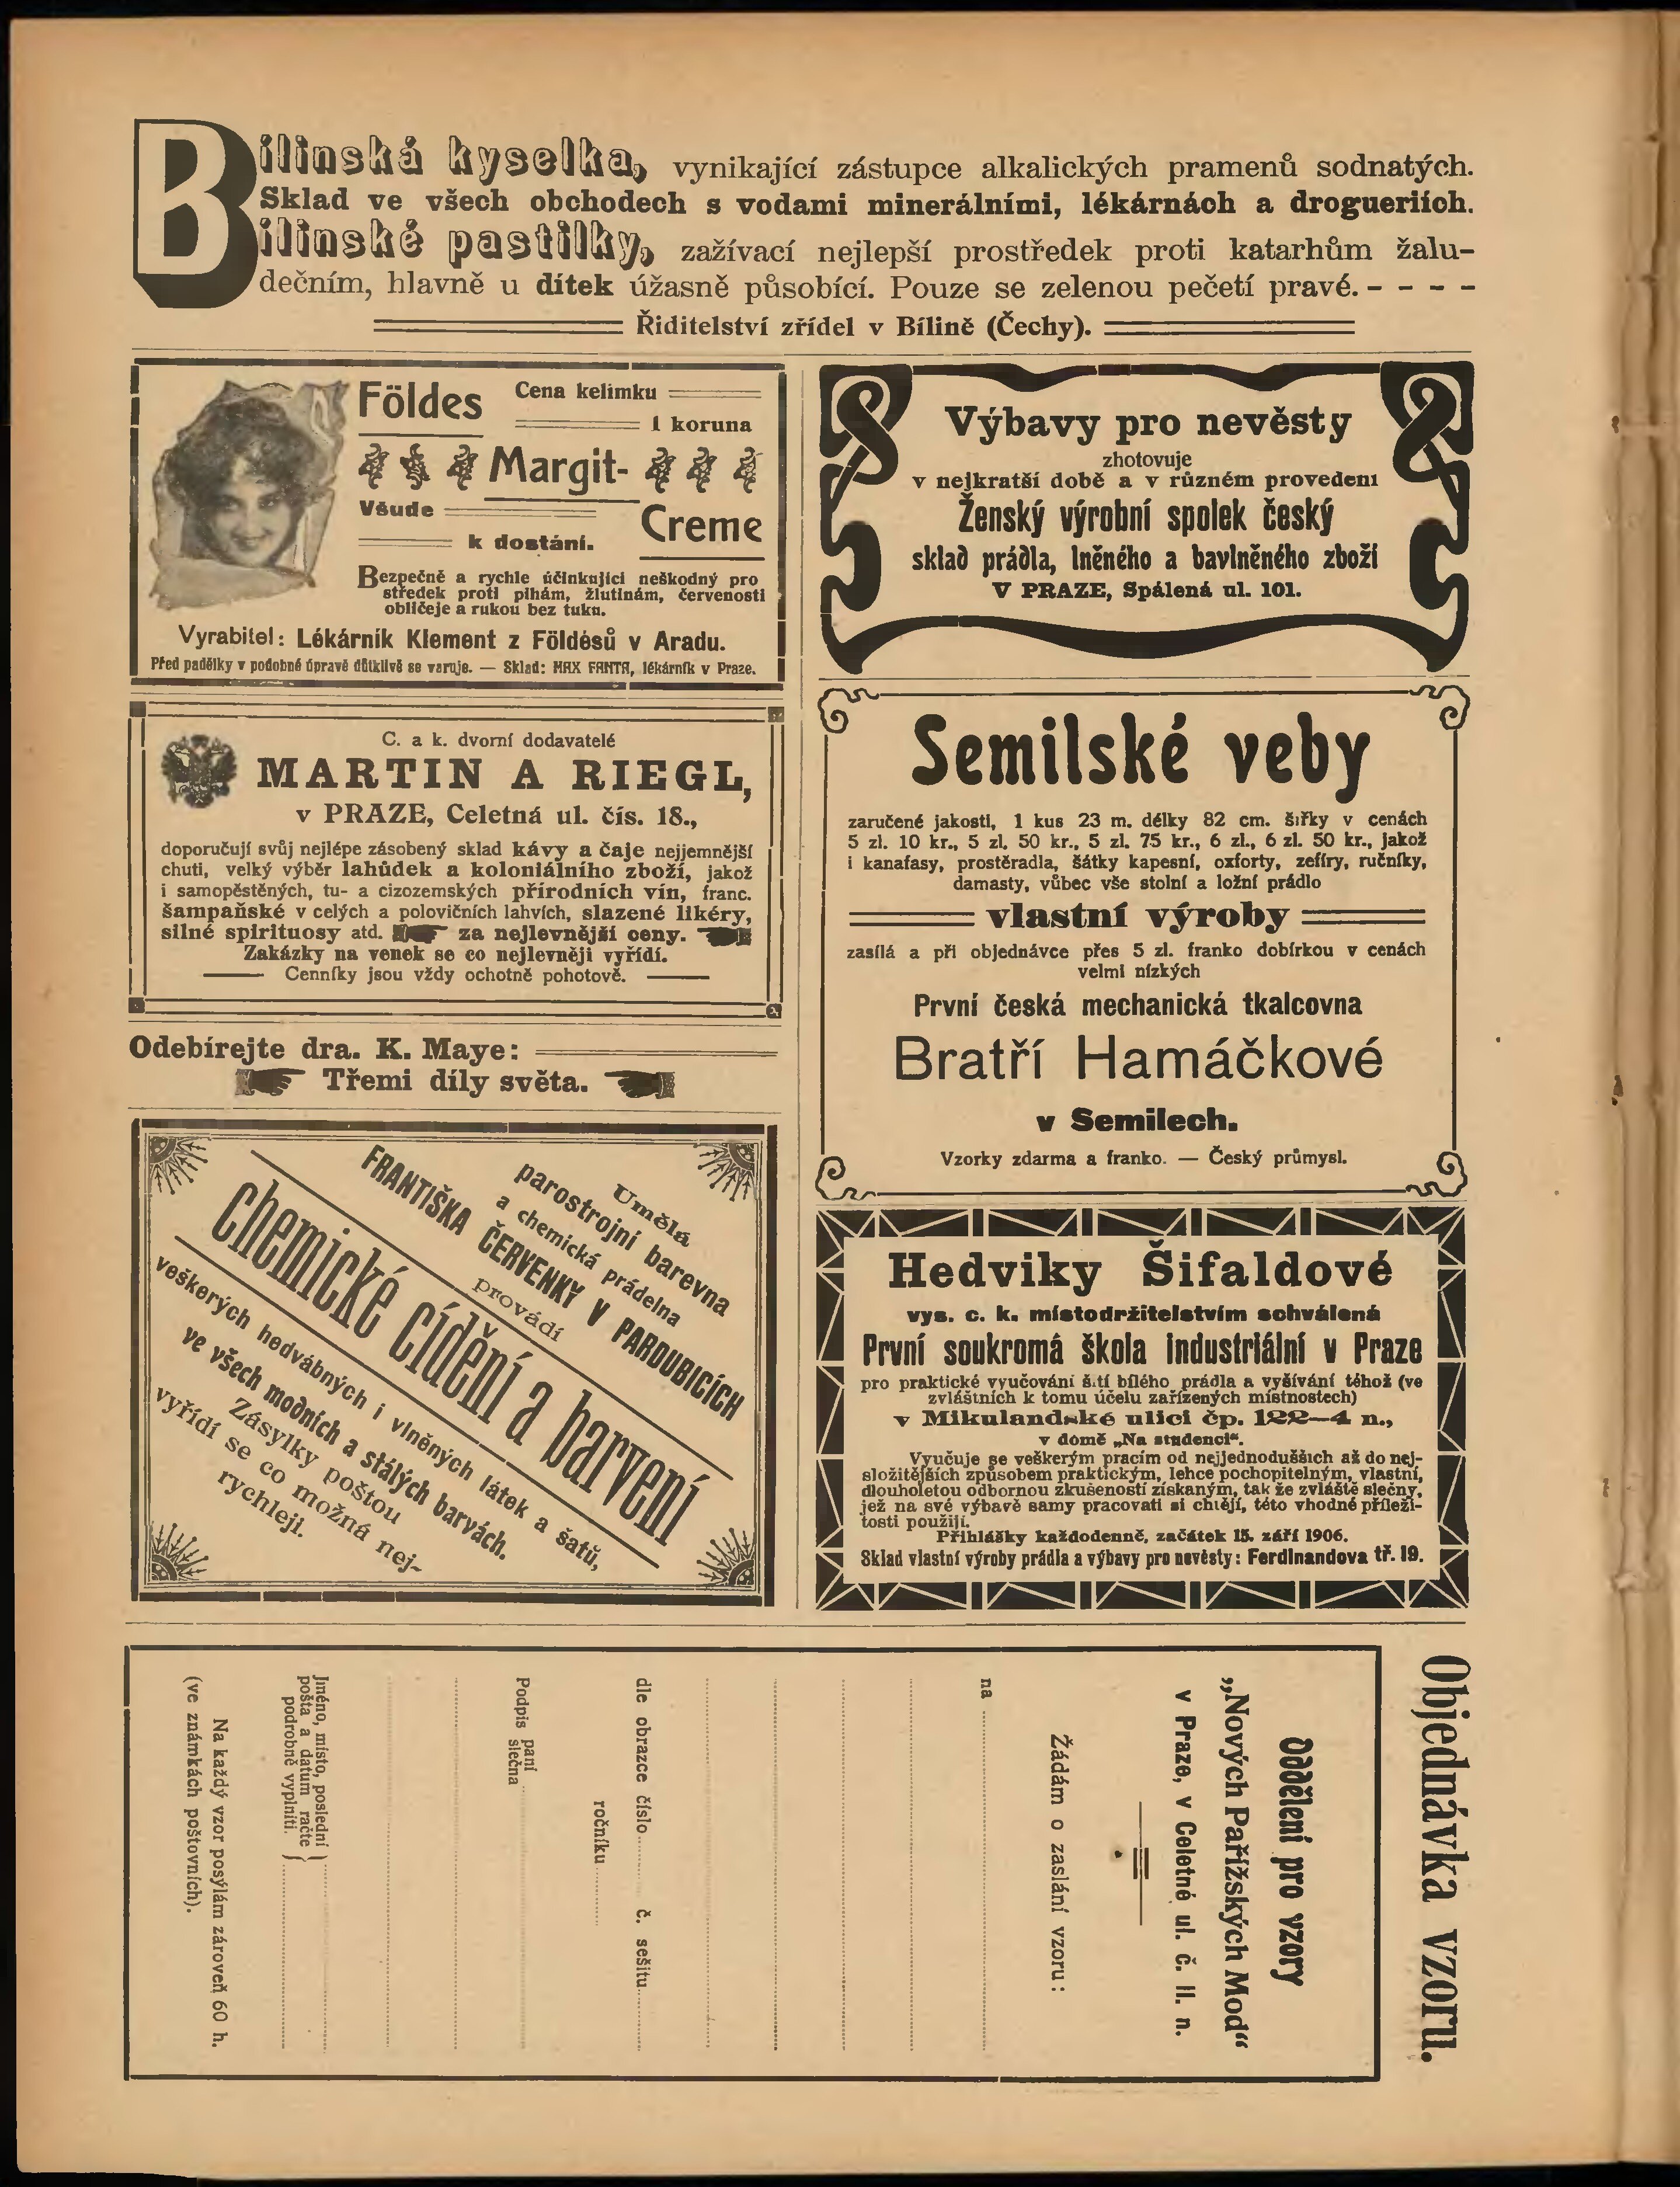 Bílinská kyselka, vynikající zástupce alkalických pramenů sodnatých.
Sklad ve všech obchodech s vodami minerálními, lékárnách a drogueriích.
Bílinské pastilky, zažívací nejlepší prostředek proti katarhům žalu-
dečním, hlavně u dítek úžasně působící. Pouze se zelenou pečetí pravé. - - - -
Řiditelství zřídel v Bílině (Čechy).
Földes
Cena kelímku
1 koruna
Margit-
Všude
k dostání.
Creme
Bezpečně a rychle účinkující neškodný pro
středek proti pihám, žlutinám, červenosti
obličeje a rukou bez tuku.
Vyrabitel: Lékárník Klement z Földésů v Aradu.
Před padělky v podobné úpravě důtklivě se varuje. — Sklad: MAX FANTA, lékárník v Praze.
C. a k. dvorní dodavatelé
MARTIN A RIEGL,
v PRAZE, Celetná ul. čís. 18.,
doporučují svůj nejlépe zásobený sklad kávy a čaje nejjemnější
chuti, velký výběr lahůdek a koloniálního zboží, jakož
i samopěstěných, tu- a cizozemských přírodních vín, franc.
šampaňské v celých a polovičních lahvích, slazené likéry,
silné spirituosy atd. za nejlevnější ceny.
Zakázky na venek se co nejlevněji vyřídí.
Cenníky jsou vždy ochotně pohotově.
Odebírejte dra. K. Maye:
Třemi díly světa.
Umělá
parostrojní barevna
a chemická prádelna
FRANTIŠKA ČERVENKY V PARDUBICÍCH
provádí
chemické cídění a barvení
veškerých hedvábných i vlněných látek a šatů,
ve všech modních a stálých barvách.
Zásylky poštou
vyřídí se co možná nej-
rychleji.
Výbavy pro nevěsty
zhotovuje
v nejkratší době a v různém provedení
Ženský výrobní spolek český
sklad prádla, lněného a bavlněného zboží
V PRAZE, Spálená ul. 101.
Semilské veby
zaručené jakosti, 1 kus 23 m. délky 82 cm. šířky v cenách
5 zl. 10 kr., 5 zl. 50 kr., 5 zl. 75 kr., 6 zl., 6 zl. 50 kr., jakož
i kanafasy, prostěradla, šátky kapesní, oxforty, zefíry, ručníky,
damasty, vůbec vše stolní a ložní prádlo
vlastní výroby
zasílá a při objednávce přes 5 zl. franko dobírkou v cenách
velmi nízkých
První česká mechanická tkalcovna
Bratří Hamáčkové
v Semilech.
Vzorky zdarma a franko. — Český průmysl.
Hedviky Šifaldové
vys. c. k. místodržitelstvím schválená
První soukromá škola industriální v Praze
pro praktické vyučování šití bílého prádla a vyšívání téhož (ve
zvláštních k tomu účelu zařízených místnostech)
v Mikulandské ulici čp. 122—4 n.,
v domě „Na studenci“.
Vyučuje se veškerým pracím od nejjednodušších až do nej-
složitějších způsobem praktickým, lehce pochopitelným, vlastní,
dlouholetou odbornou zkušeností získaným, tak že zvláště slečny,
jež na své výbavě samy pracovati si chtějí, této vhodné příleži-
tosti použijí.
Přihlášky každodenně, začátek 15. září 1906.
Sklad vlastní výroby prádla a výbavy pro nevěsty: Ferdinandova tř. 19.
Objednávka vzoru.
Oddělení pro vzory
„Nových Pařížských Mod“
v Praze, v Celetné ul. č. 11. n.
Žádám o zaslání vzoru:
na
dle obrazce číslo č. sešitu
ročníku
Podpis paní
slečna
Jméno, místo, poslední
pošta a datum račte
podrobně vyplniti.
Na každý vzor posýlám zároveň 60 h.
(ve známkách poštovních).